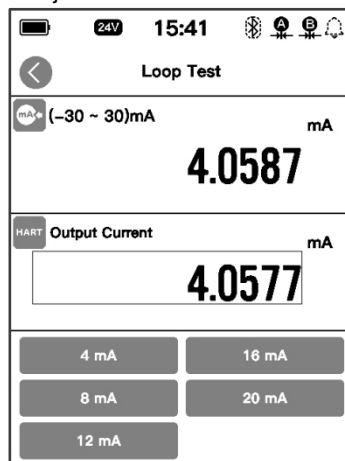 24V 15:41 A B
Loop Test
mA (-30 ~ 30)mA
mA
4.0587
HART Output Current
mA
4.0577
4 mA 16 mA
8 mA 20 mA
12 mA